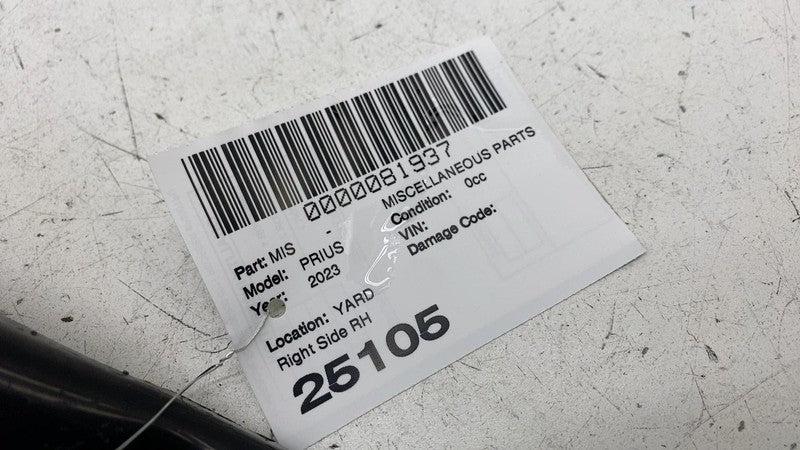 0000081937
Part: MIS - MISCELLANEOUS PARTS
Model: PRIUS Condition: 0cc
Year: 2023 VIN:
Damage Code:
Location: YARD
Right Side RH
25105